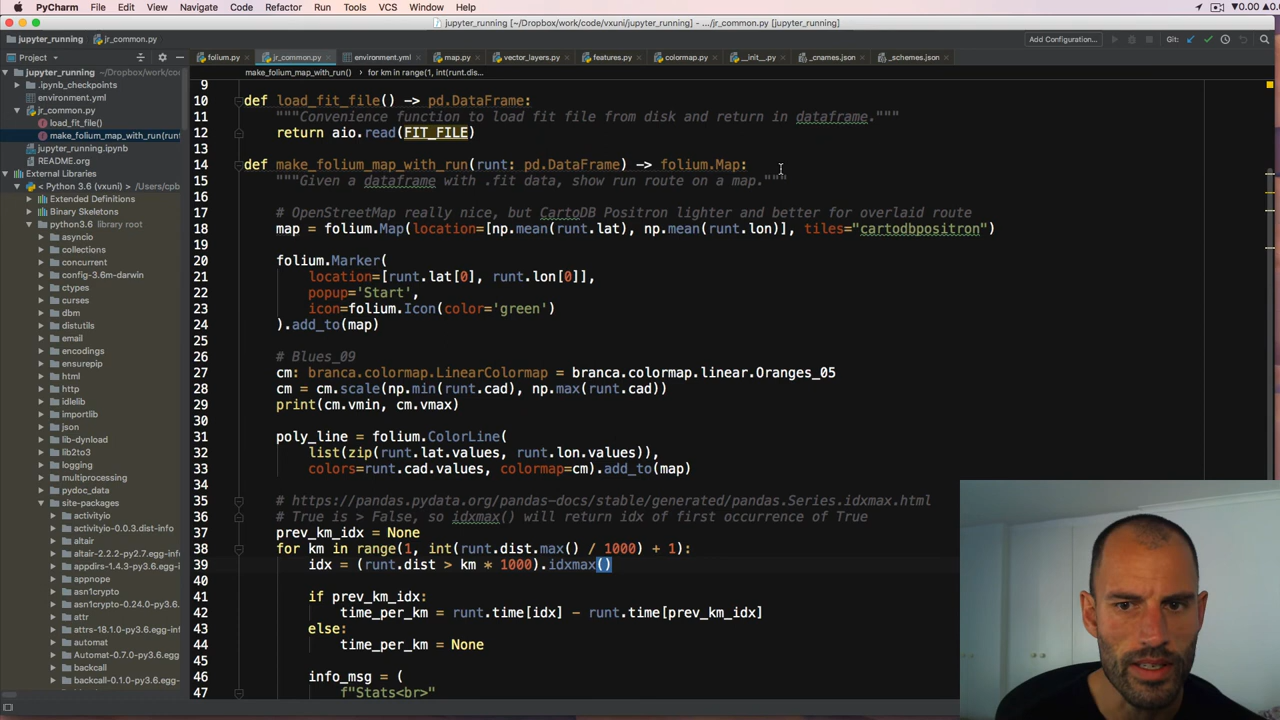 PyCharm File Edit View Navigate Code Refactor Run Tools VCS Window Help ▼0.00 ▲0.0
jupyter_running [~/Dropbox/work/code/vxuni/jupyter_running] - .../jr_common.py [jupyter_running]
jupyter_running jr_common.py Add Configuration... Git:
Project folium.py jr_common.py environment.yml map.py vector_layers.py features.py colormap.py __init__.py _cnames.json _schemes.json
make_folium_map_with_run() for km in range(1, int(runt.dis...
jupyter_running ~/Dropbox/work/co
.ipynb_checkpoints
environment.yml
jr_common.py
load_fit_file()
make_folium_map_with_run(runt
jupyter_running.ipynb
README.org
External Libraries
< Python 3.6 (vxuni) > /Users/cpb
Extended Definitions
Binary Skeletons
python3.6 library root
asyncio
collections
concurrent
config-3.6m-darwin
ctypes
curses
dbm
distutils
email
encodings
ensurepip
html
http
idlelib
importlib
json
lib-dynload
lib2to3
logging
multiprocessing
pydoc_data
site-packages
activityio
activityio-0.0.3.dist-info
altair
altair-2.2.2-py2.7.egg-info
appdirs-1.4.3-py3.6.egg-info
appnope
asn1crypto
asn1crypto-0.24.0-py3.6.eg
attr
attrs-18.1.0-py3.6.egg-info
automat
Automat-0.7.0-py3.6.egg-inf
backcall
backcall-0.1.0-py3.6.egg-info
9
10 def load_fit_file() -> pd.DataFrame:
11 """Convenience function to load fit file from disk and return in dataframe."""
12 return aio.read(FIT_FILE)
13
14 def make_folium_map_with_run(runt: pd.DataFrame) -> folium.Map:
15 """Given a dataframe with .fit data, show run route on a map."""
16
17 # OpenStreetMap really nice, but CartoDB Positron lighter and better for overlaid route
18 map = folium.Map(location=[np.mean(runt.lat), np.mean(runt.lon)], tiles="cartodbpositron")
19
20 folium.Marker(
21 location=[runt.lat[0], runt.lon[0]],
22 popup='Start',
23 icon=folium.Icon(color='green')
24 ).add_to(map)
25
26 # Blues_09
27 cm: branca.colormap.LinearColormap = branca.colormap.linear.Oranges_05
28 cm = cm.scale(np.min(runt.cad), np.max(runt.cad))
29 print(cm.vmin, cm.vmax)
30
31 poly_line = folium.ColorLine(
32 list(zip(runt.lat.values, runt.lon.values)),
33 colors=runt.cad.values, colormap=cm).add_to(map)
34
35 # https://pandas.pydata.org/pandas-docs/stable/generated/pandas.Series.idxmax.html
36 # True is > False, so idxmax() will return idx of first occurrence of True
37 prev_km_idx = None
38 for km in range(1, int(runt.dist.max() / 1000) + 1):
39 idx = (runt.dist > km * 1000).idxmax()
40
41 if prev_km_idx:
42 time_per_km = runt.time[idx] - runt.time[prev_km_idx]
43 else:
44 time_per_km = None
45
46 info_msg = (
47 f"Stats<br>"